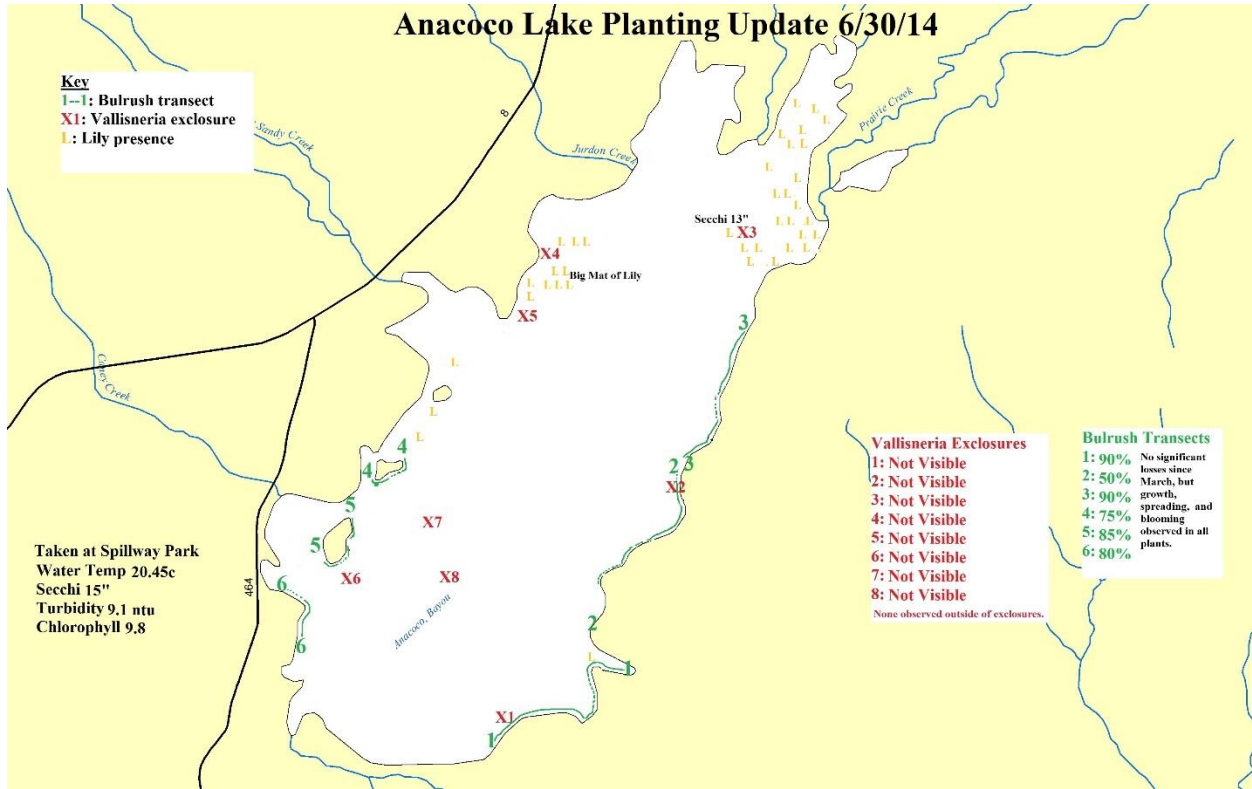 Anacoco Lake Planting Update 6/30/14
Key
1--1: Bulrush transect
X1: Vallisneria exclosure
L: Lily presence
Sandy Creek
8
Jurdon Creek
Prairie Creek
L L
L
L L
L L
L
L
L L
L
L L L
Secchi 13"
L X3
L L
L L
L L L
L L
X4
L L L
L L
Big Mat of Lily
L
L L L
L
X5
3
L
L
L
4
4
2 3
X2
5
X7
5
X6
X8
6
6
Caney Creek
464
Anacoco, Bayou
2
L
1
X1
1
Taken at Spillway Park
Water Temp 20.45c
Secchi 15"
Turbidity 9.1 ntu
Chlorophyll 9.8
Vallisneria Exclosures
1: Not Visible
2: Not Visible
3: Not Visible
4: Not Visible
5: Not Visible
6: Not Visible
7: Not Visible
8: Not Visible
None observed outside of exclosures.
Bulrush Transects
1: 90%
2: 50%
3: 90%
4: 75%
5: 85%
6: 80%
No significant
losses since
March, but
growth,
spreading, and
blooming
observed in all
plants.